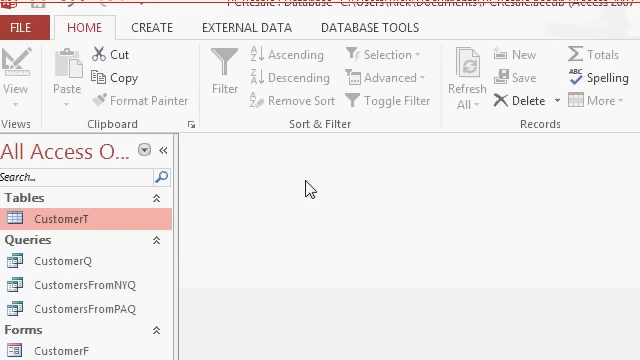 PCResale : Database - C:\Users\Rick\Documents\PCResale.accdb (Access 2007
FILE HOME CREATE EXTERNAL DATA DATABASE TOOLS
View
Views
Paste
Cut
Copy
Format Painter
Clipboard
Filter
Ascending
Descending
Remove Sort
Selection
Advanced
Toggle Filter
Sort & Filter
Refresh
All
New
Save
Delete
Totals
Spelling
More
Records
All Access O...
Search...
Tables
CustomerT
Queries
CustomerQ
CustomersFromNYQ
CustomersFromPAQ
Forms
CustomerF